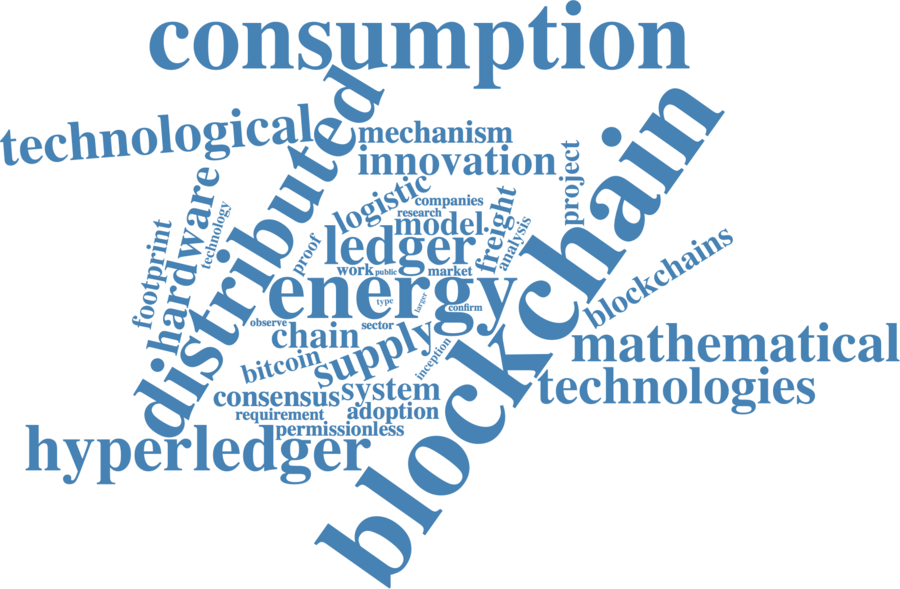 consumption
distributed
blockchain
technological
mechanism
innovation
project
hardware
footprint
technology
logistic
companies
research
model
freight
analysis
proof
ledger
work
public
market
energy
type
larger
confirm
blockchains
observe
sector
chain
supply
inception
bitcoin
mathematical
technologies
consensus
system
requirement
adoption
permissionless
hyperledger